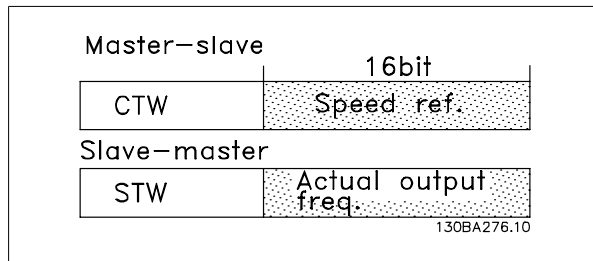 Master-slave
16bit
CTW
Speed ref.
Slave-master
STW
Actual output
freq.
130BA276.10